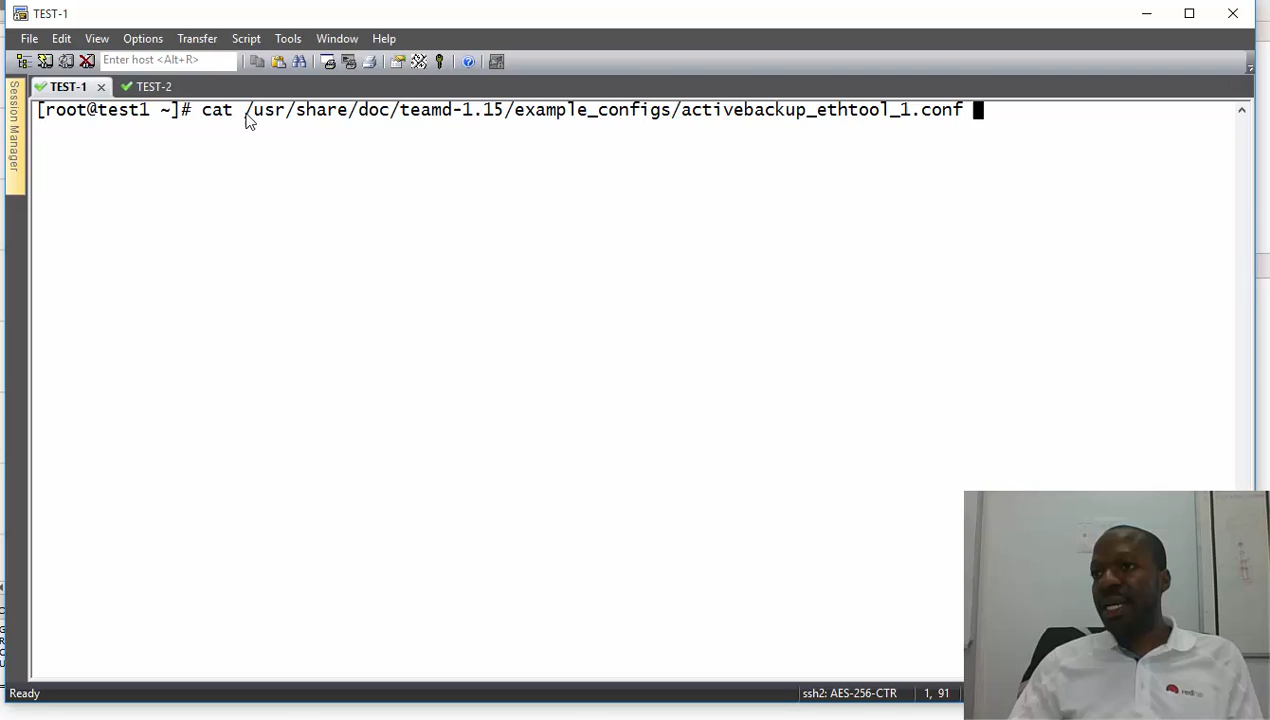 TEST-1
File Edit View Options Transfer Script Tools Window Help
Enter host <Alt+R>
TEST-1 TEST-2
Session Manager
[root@test1 ~]# cat /usr/share/doc/teamd-1.15/example_configs/activebackup_ethtool_1.conf
Ready ssh2: AES-256-CTR 1, 91